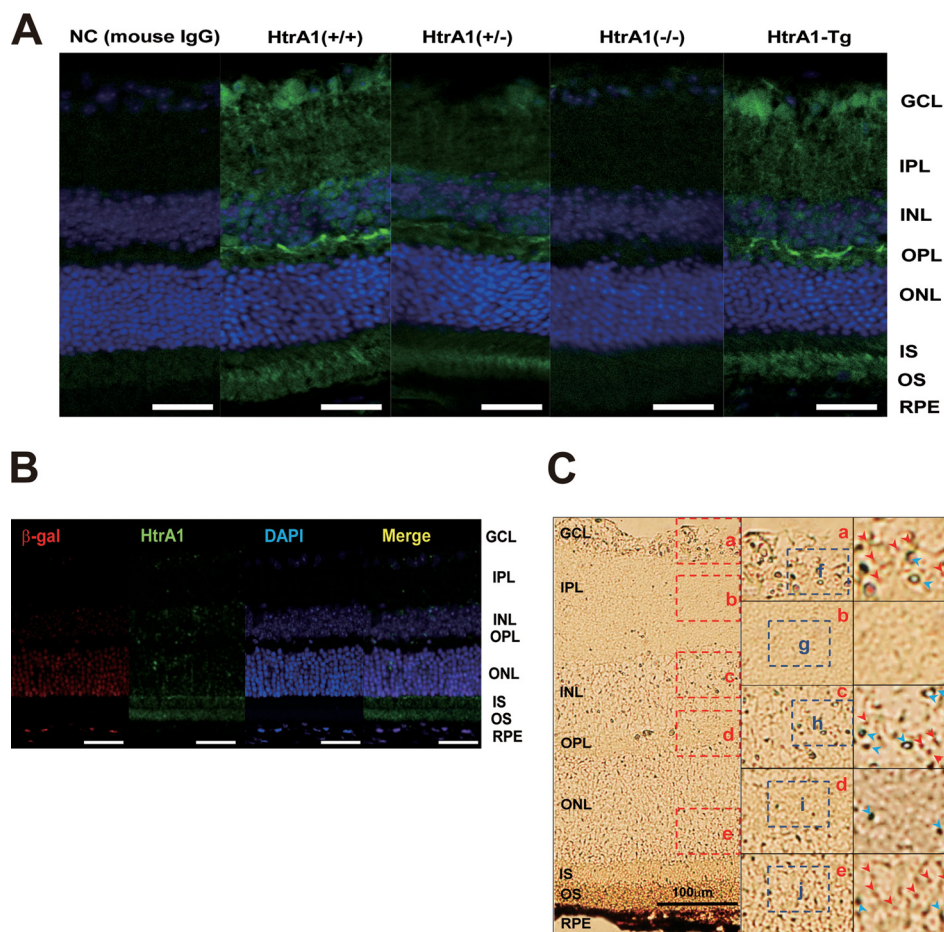 A
NC (mouse IgG) HtrA1(+/+) HtrA1(+/-) HtrA1(-/-) HtrA1-Tg
GCL
IPL
INL
OPL
ONL
IS
OS
RPE
B
β-gal HtrA1 DAPI Merge
GCL
IPL
INL
OPL
ONL
IS
OS
RPE
C
GCL
IPL
INL
OPL
ONL
IS
OS
RPE
100μm
a
b
c
d
e
a
f
b
g
c
h
d
i
e
j